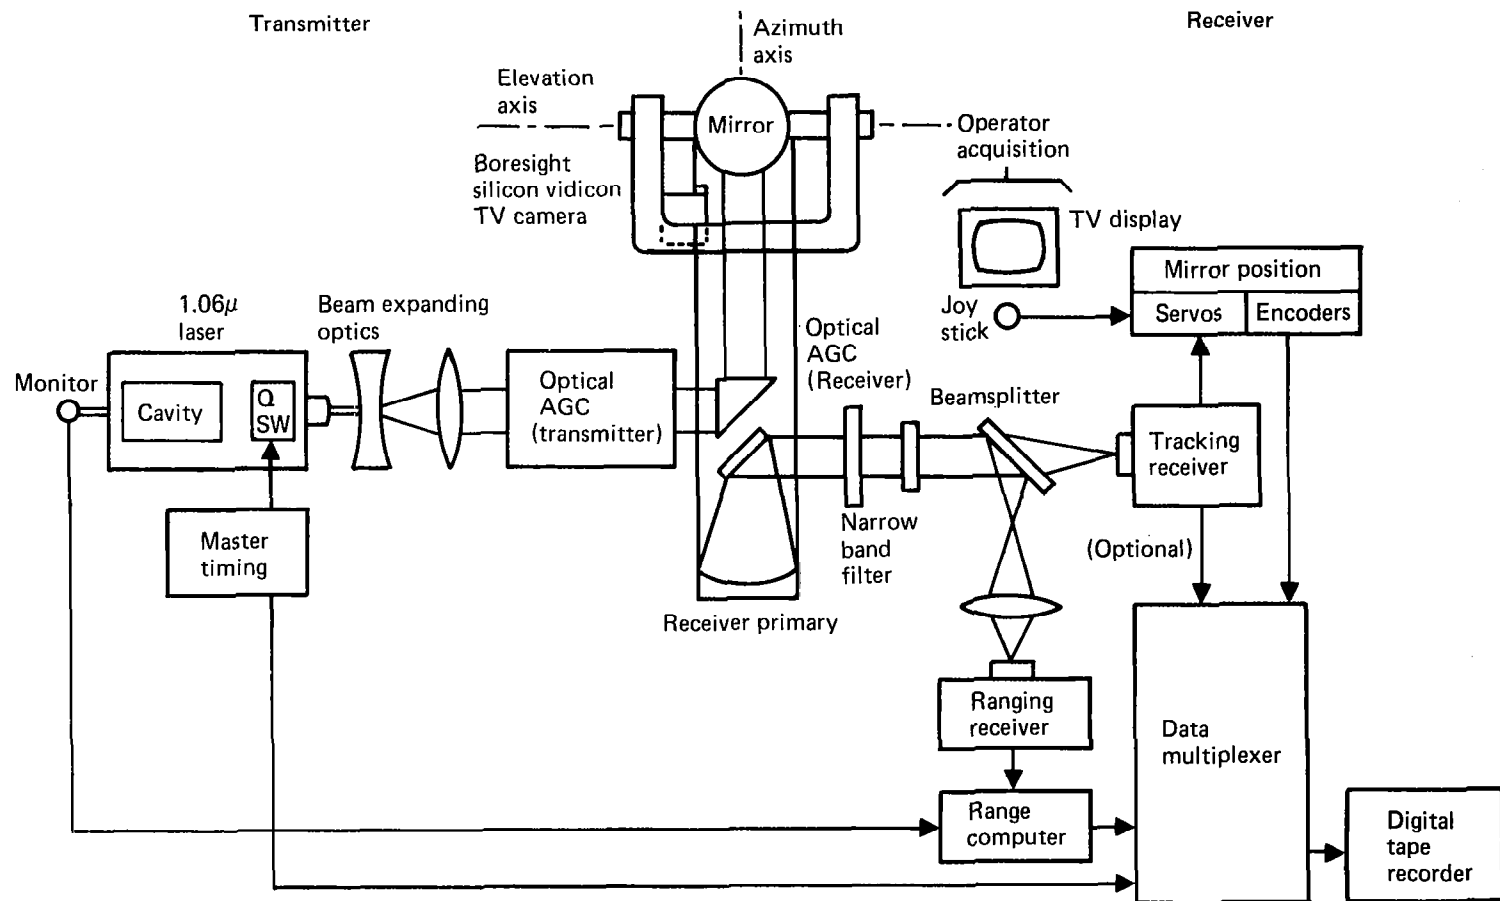 Transmitter
Receiver
Azimuth
axis
Elevation
axis
Mirror
Operator
acquisition
Boresight
silicon vidicon
TV camera
TV display
Mirror position
Servos
Encoders
Joy
stick
1.06μ
laser
Beam expanding
optics
Optical
AGC
(Receiver)
Monitor
Cavity
Q
SW
Optical
AGC
(transmitter)
Beamsplitter
Tracking
receiver
Master
timing
Narrow
band
filter
(Optional)
Receiver primary
Ranging
receiver
Data
multiplexer
Range
computer
Digital
tape
recorder